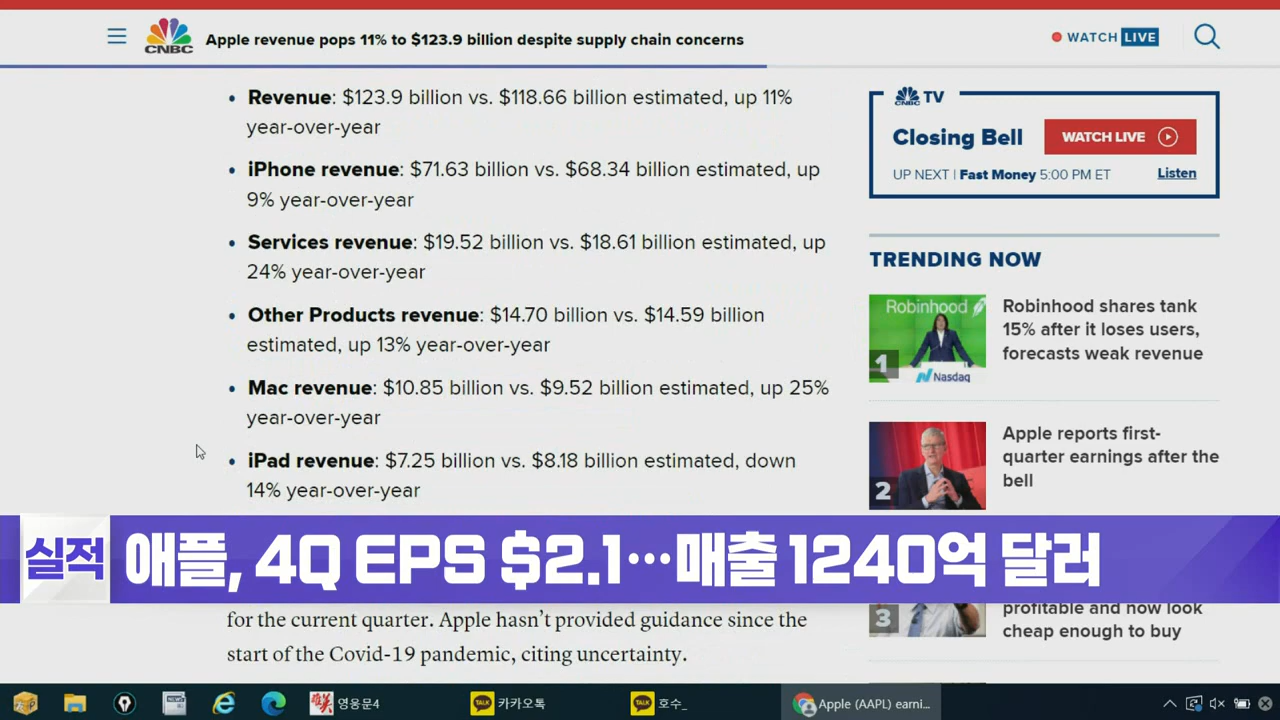 CNBC
Apple revenue pops 11% to $123.9 billion despite supply chain concerns
WATCH LIVE
• Revenue: $123.9 billion vs. $118.66 billion estimated, up 11%
year-over-year
• iPhone revenue: $71.63 billion vs. $68.34 billion estimated, up
9% year-over-year
• Services revenue: $19.52 billion vs. $18.61 billion estimated, up
24% year-over-year
• Other Products revenue: $14.70 billion vs. $14.59 billion
estimated, up 13% year-over-year
• Mac revenue: $10.85 billion vs. $9.52 billion estimated, up 25%
year-over-year
• iPad revenue: $7.25 billion vs. $8.18 billion estimated, down
14% year-over-year
CNBC TV
Closing Bell
WATCH LIVE
UP NEXT | Fast Money 5:00 PM ET
Listen
TRENDING NOW
Robinhood
Nasdaq
1
Robinhood shares tank
15% after it loses users,
forecasts weak revenue
2
Apple reports first-
quarter earnings after the
bell
실적
애플, 4Q EPS $2.1…매출 1240억 달러
for the current quarter. Apple hasn’t provided guidance since the
start of the Covid-19 pandemic, citing uncertainty.
3
profitable and now look
cheap enough to buy
영웅문4
TALK
카카오톡
TALK
호수_
Apple (AAPL) earni...